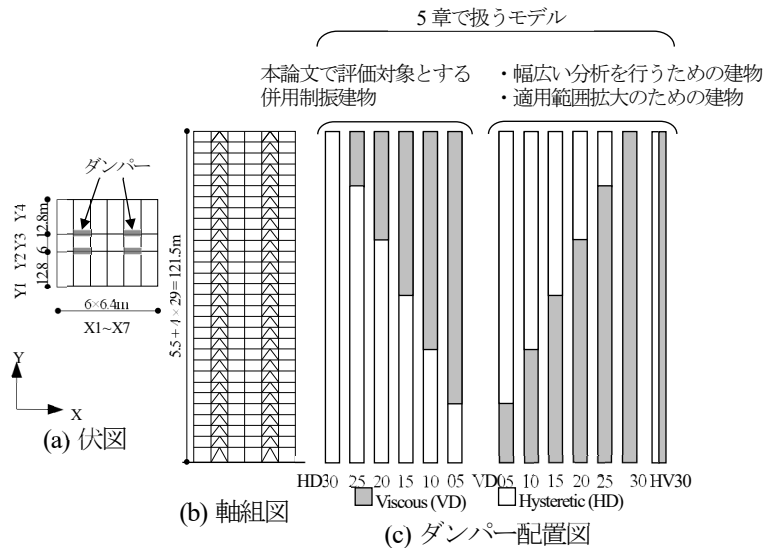 5 章で扱うモデル
本論文で評価対象とする
併用制振建物
・幅広い分析を行うための建物
・適用範囲拡大のための建物
ダンパー
Y1 Y2 Y3 Y4
12.8 6 12.8m
6×6.4m
X1~X7
Y
X
(a) 伏図
5.5 + 4 × 29 = 121.5m
(b) 軸組図
HD30 25 20 15 10 05 VD05 10 15 20 25 30 HV30
Viscous (VD) Hysteretic (HD)
(c) ダンパー配置図